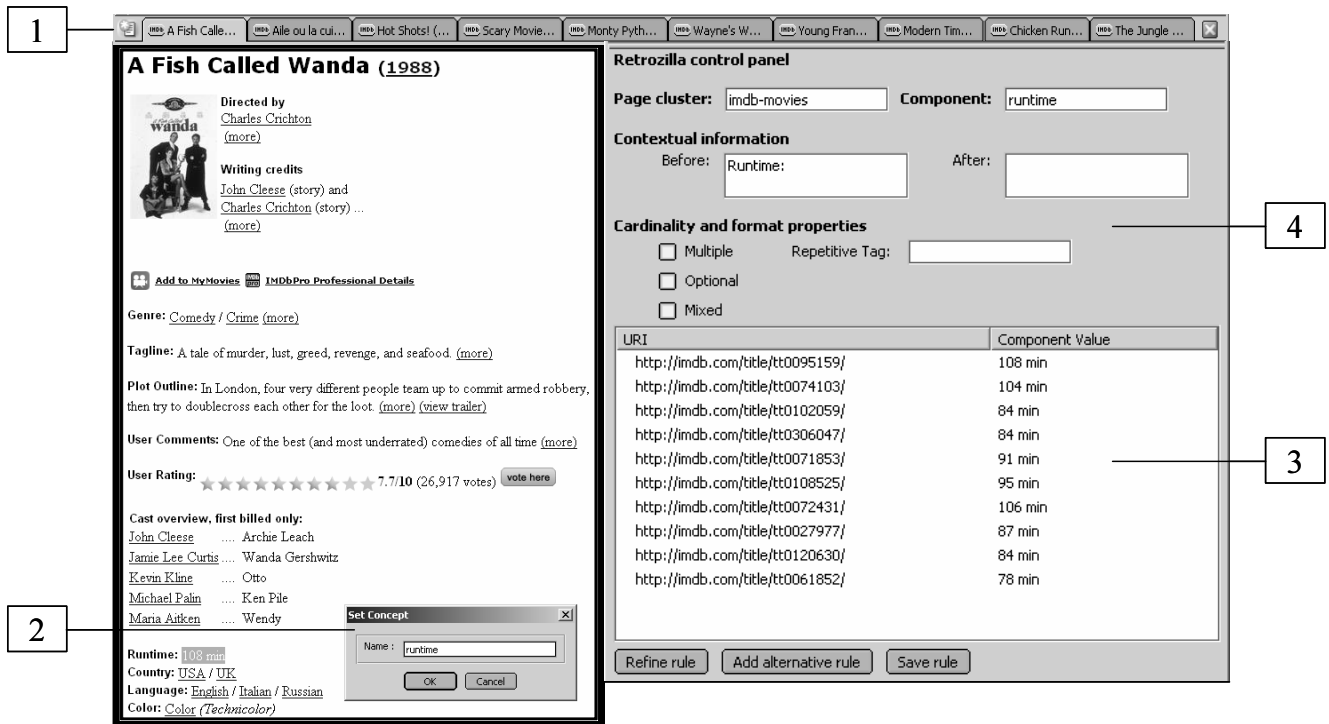 1
IMDb A Fish Calle...
IMDb Aile ou la cui...
IMDb Hot Shots! (...
IMDb Scary Movie...
IMDb Monty Pyth...
IMDb Wayne's W...
IMDb Young Fran...
IMDb Modern Tim...
IMDb Chicken Run...
IMDb The Jungle ...
A Fish Called Wanda (1988)
wanda
Directed by
Charles Crichton
(more)
Writing credits
John Cleese (story) and
Charles Crichton (story) ...
(more)
Add to MyMovies IMDb pro IMDbPro Professional Details
Genre: Comedy / Crime (more)
Tagline: A tale of murder, lust, greed, revenge, and seafood. (more)
Plot Outline: In London, four very different people team up to commit armed robbery,
then try to doublecross each other for the loot. (more) (view trailer)
User Comments: One of the best (and most underrated) comedies of all time (more)
User Rating: 7.7/10 (26,917 votes) vote here
Cast overview, first billed only:
John Cleese .... Archie Leach
Jamie Lee Curtis .... Wanda Gershwitz
Kevin Kline .... Otto
Michael Palin .... Ken Pile
Maria Aitken .... Wendy
2
Set Concept
Name : runtime
OK Cancel
Runtime: 108 min
Country: USA / UK
Language: English / Italian / Russian
Color: Color (Technicolor)
Retrozilla control panel
Page cluster: imdb-movies Component: runtime
Contextual information
Before: Runtime: After:
Cardinality and format properties
4
Multiple Repetitive Tag:
Optional
Mixed
URI Component Value
http://imdb.com/title/tt0095159/ 108 min
http://imdb.com/title/tt0074103/ 104 min
http://imdb.com/title/tt0102059/ 84 min
http://imdb.com/title/tt0306047/ 84 min
http://imdb.com/title/tt0071853/ 91 min
3
http://imdb.com/title/tt0108525/ 95 min
http://imdb.com/title/tt0072431/ 106 min
http://imdb.com/title/tt0027977/ 87 min
http://imdb.com/title/tt0120630/ 84 min
http://imdb.com/title/tt0061852/ 78 min
Refine rule Add alternative rule Save rule